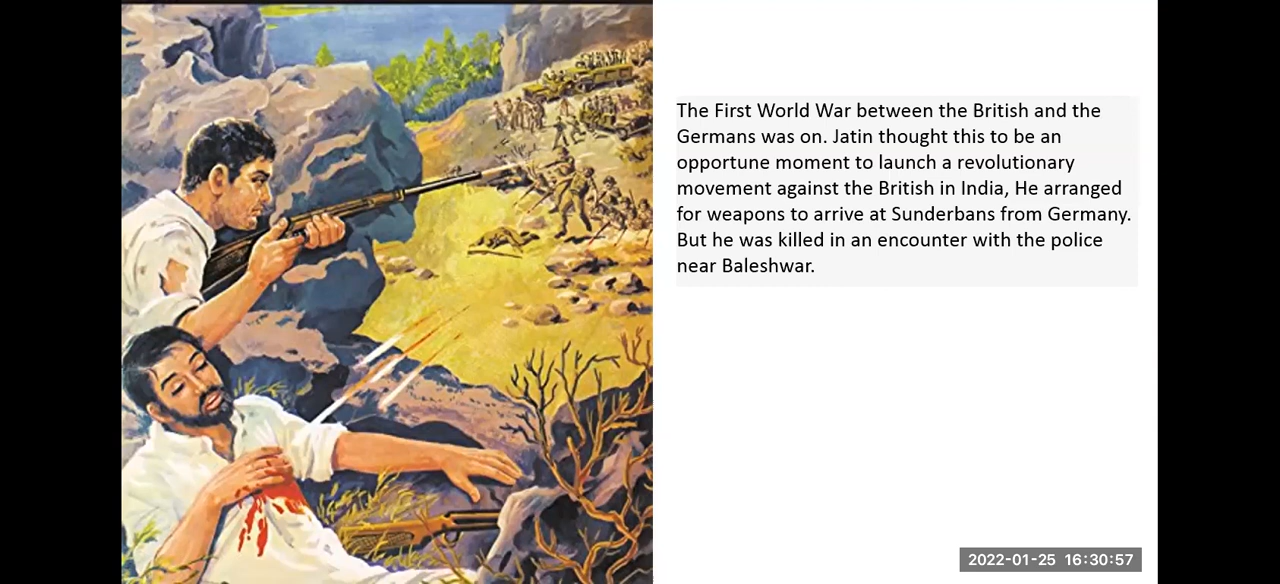 The First World War between the British and the
Germans was on. Jatin thought this to be an
opportune moment to launch a revolutionary
movement against the British in India, He arranged
for weapons to arrive at Sunderbans from Germany.
But he was killed in an encounter with the police
near Baleshwar.
2022-01-25 16:30:57